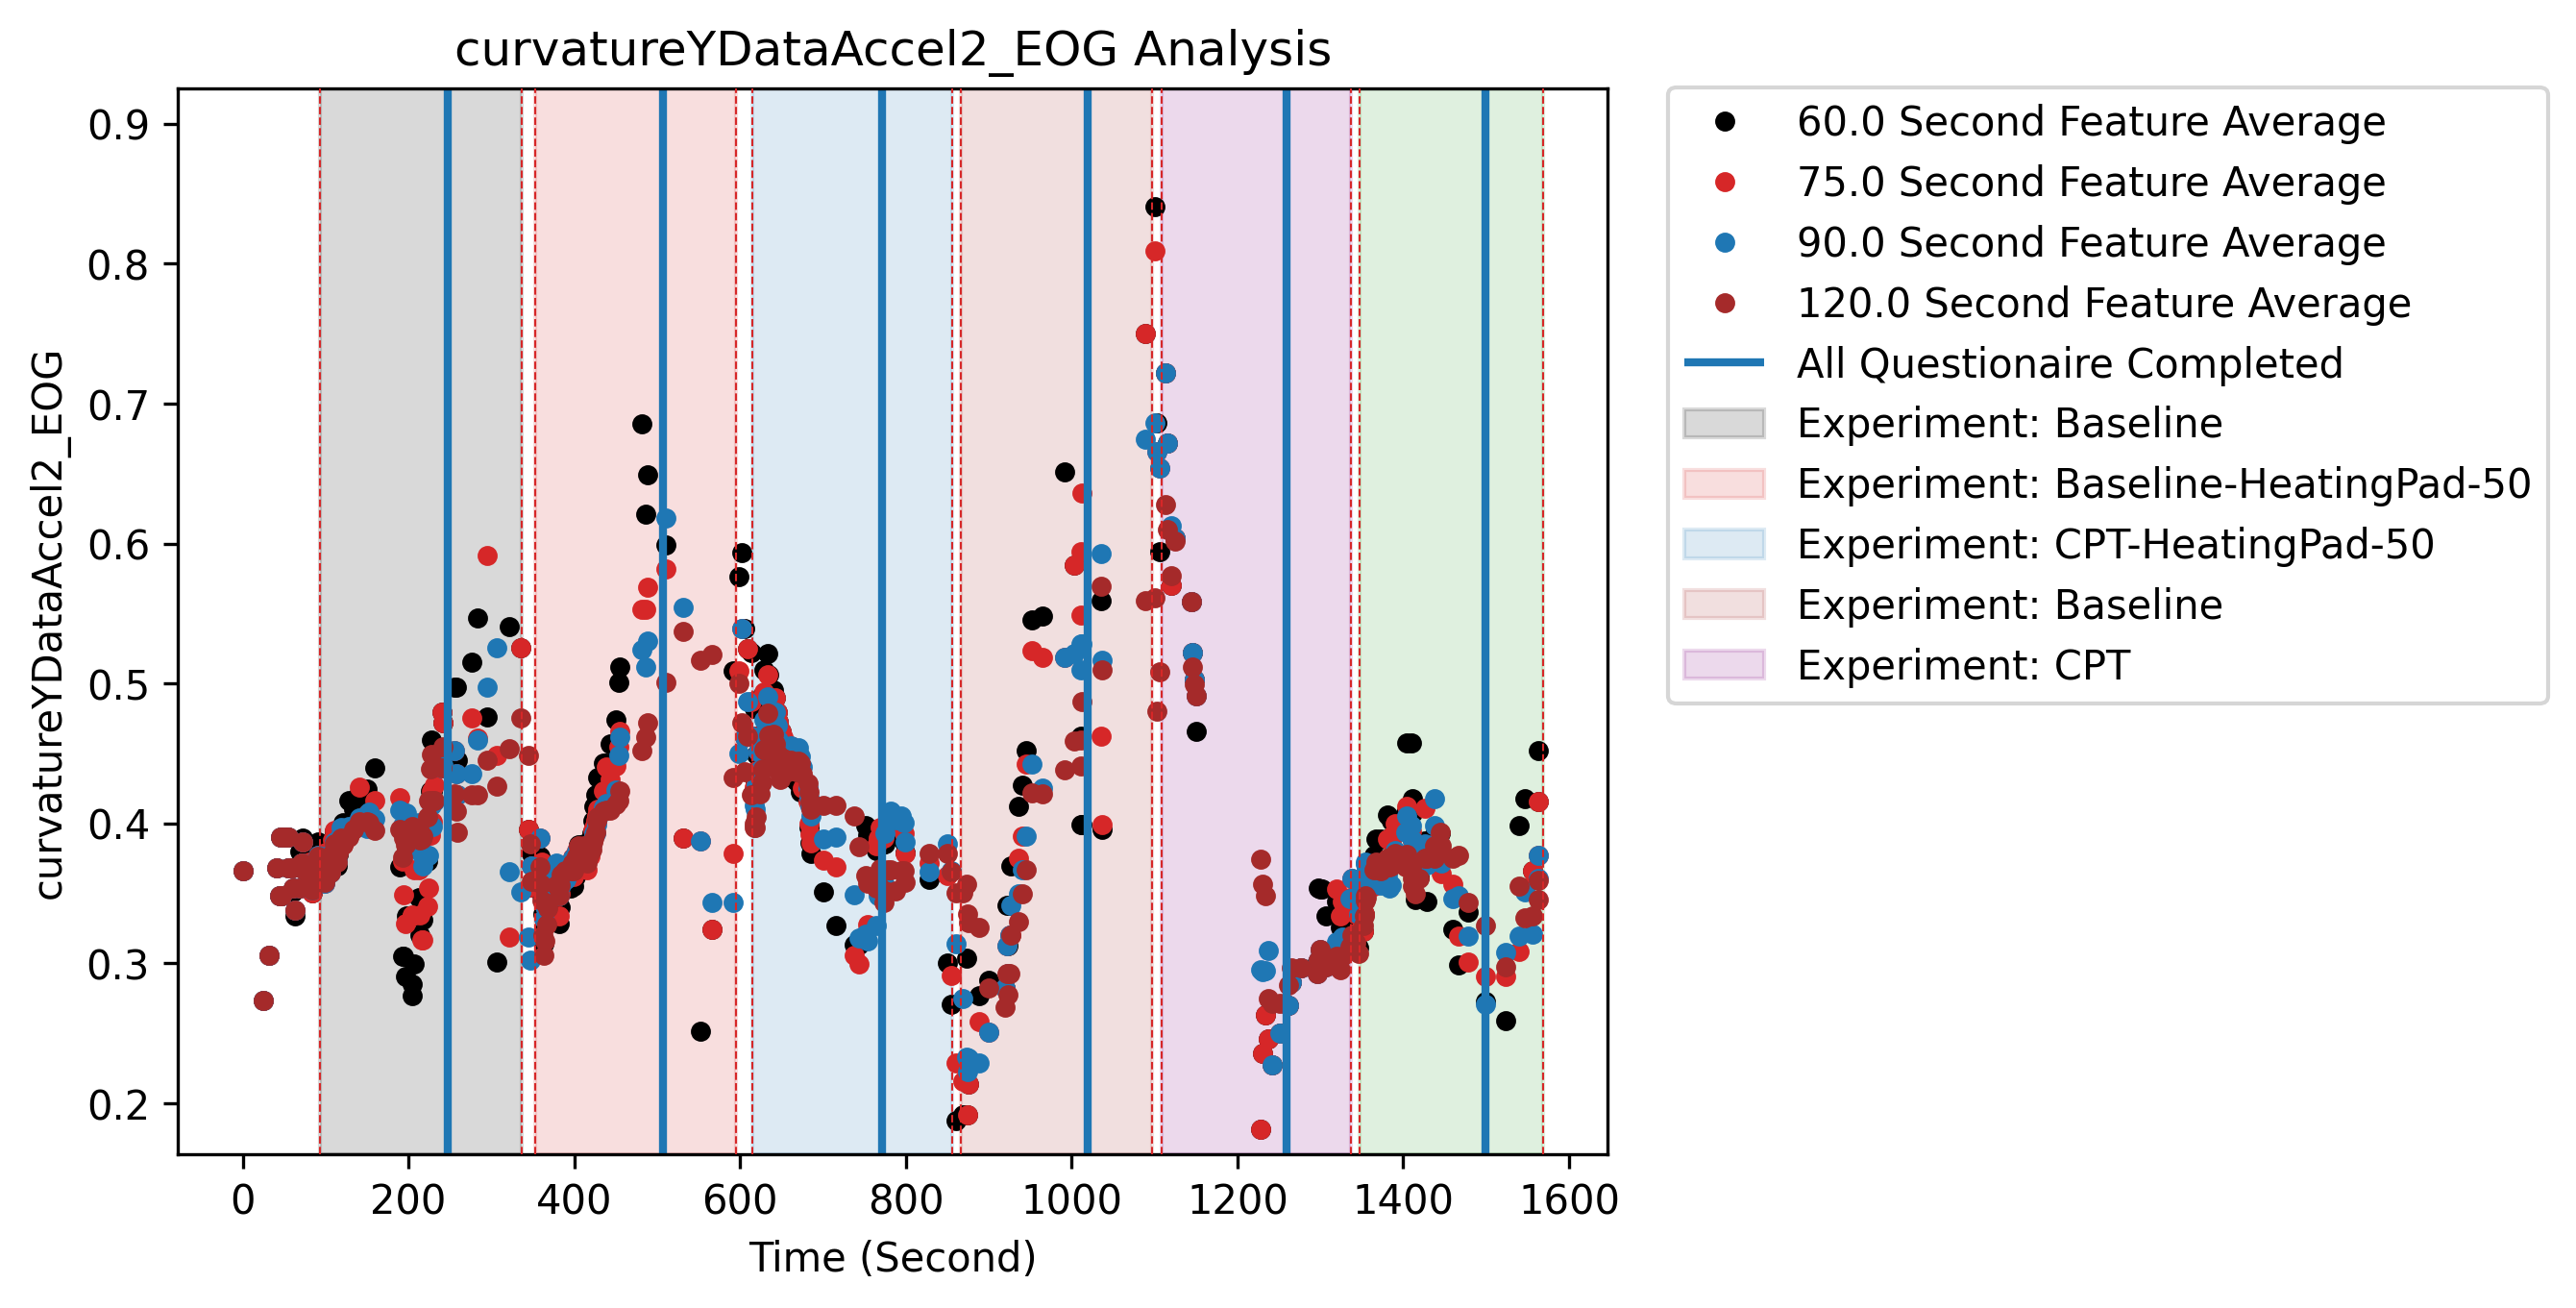 curvatureYDataAccel2_EOG Analysis
curvatureYDataAccel2_EOG
0.9
0.8
0.7
0.6
0.5
0.4
0.3
0.2
0 200 400 600 800 1000 1200 1400 1600
Time (Second)
60.0 Second Feature Average
75.0 Second Feature Average
90.0 Second Feature Average
120.0 Second Feature Average
All Questionaire Completed
Experiment: Baseline
Experiment: Baseline-HeatingPad-50
Experiment: CPT-HeatingPad-50
Experiment: Baseline
Experiment: CPT